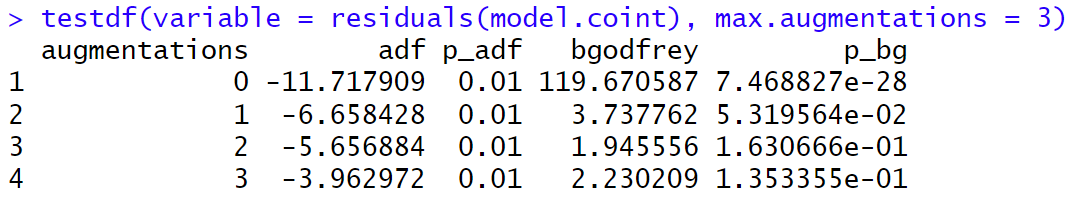 > testdf(variable = residuals(model.coint), max.augmentations = 3)
augmentations adf p_adf bgodfrey p_bg
1 0 -11.717909 0.01 119.670587 7.468827e-28
2 1 -6.658428 0.01 3.737762 5.319564e-02
3 2 -5.656884 0.01 1.945556 1.630666e-01
4 3 -3.962972 0.01 2.230209 1.353355e-01